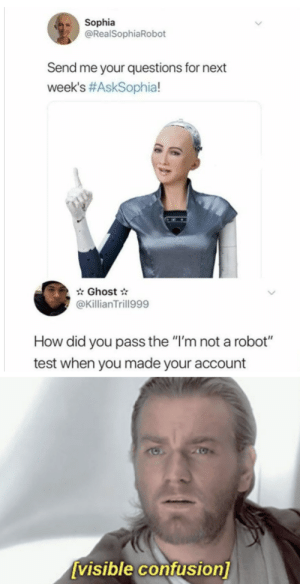 Sophia
@RealSophiaRobot
Send me your questions for next
week's #AskSophia!
☆ Ghost ☆
@KillianTrill999
How did you pass the "I'm not a robot"
test when you made your account
[visible confusion]